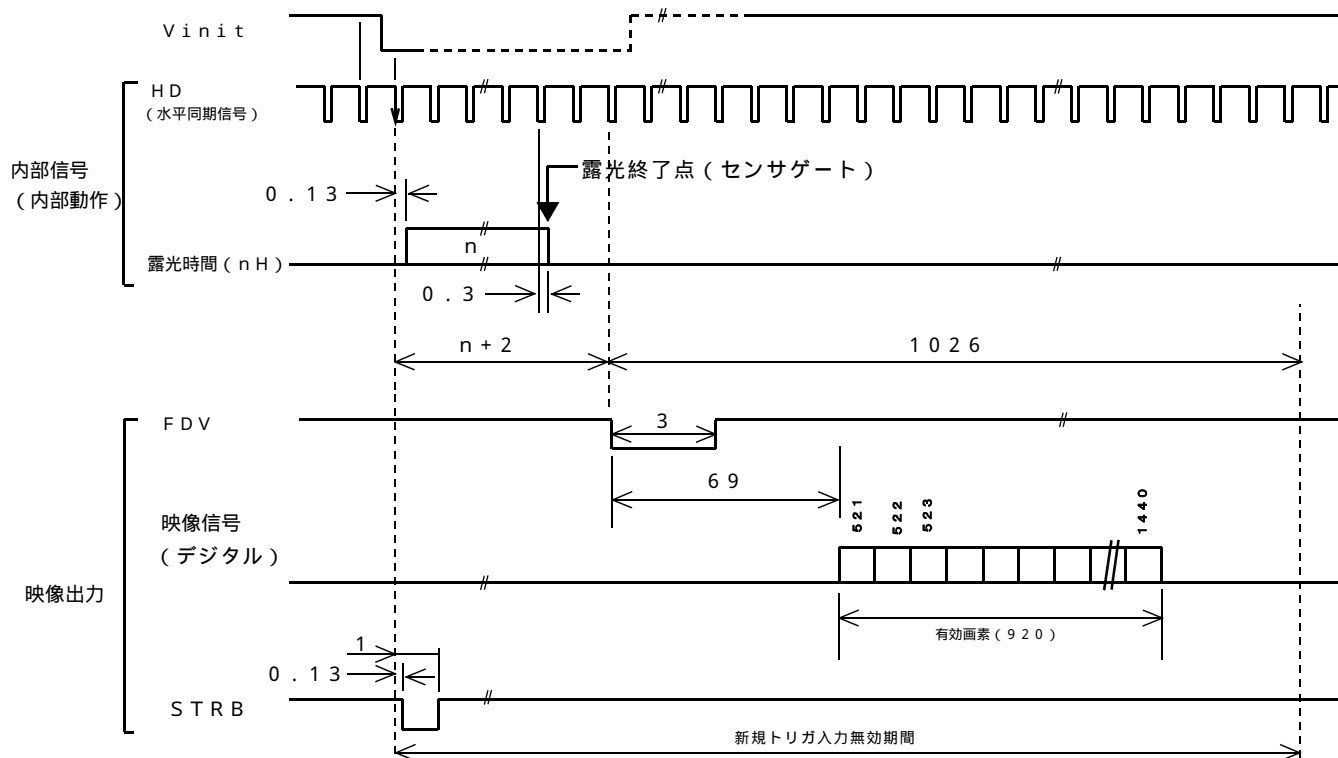 Ｖｉｎｉｔ
ＨＤ
（水平同期信号）
内部信号
（内部動作）
露光終了点（センサゲート）
０．１３
ｎ
露光時間（ｎＨ）
０．３
ｎ＋２
１０２６
ＦＤＶ
３
６９
５２１
５２２
５２３
１４４０
映像信号
（デジタル）
映像出力
有効画素（９２０）
１
０．１３
ＳＴＲＢ
新規トリガ入力無効期間